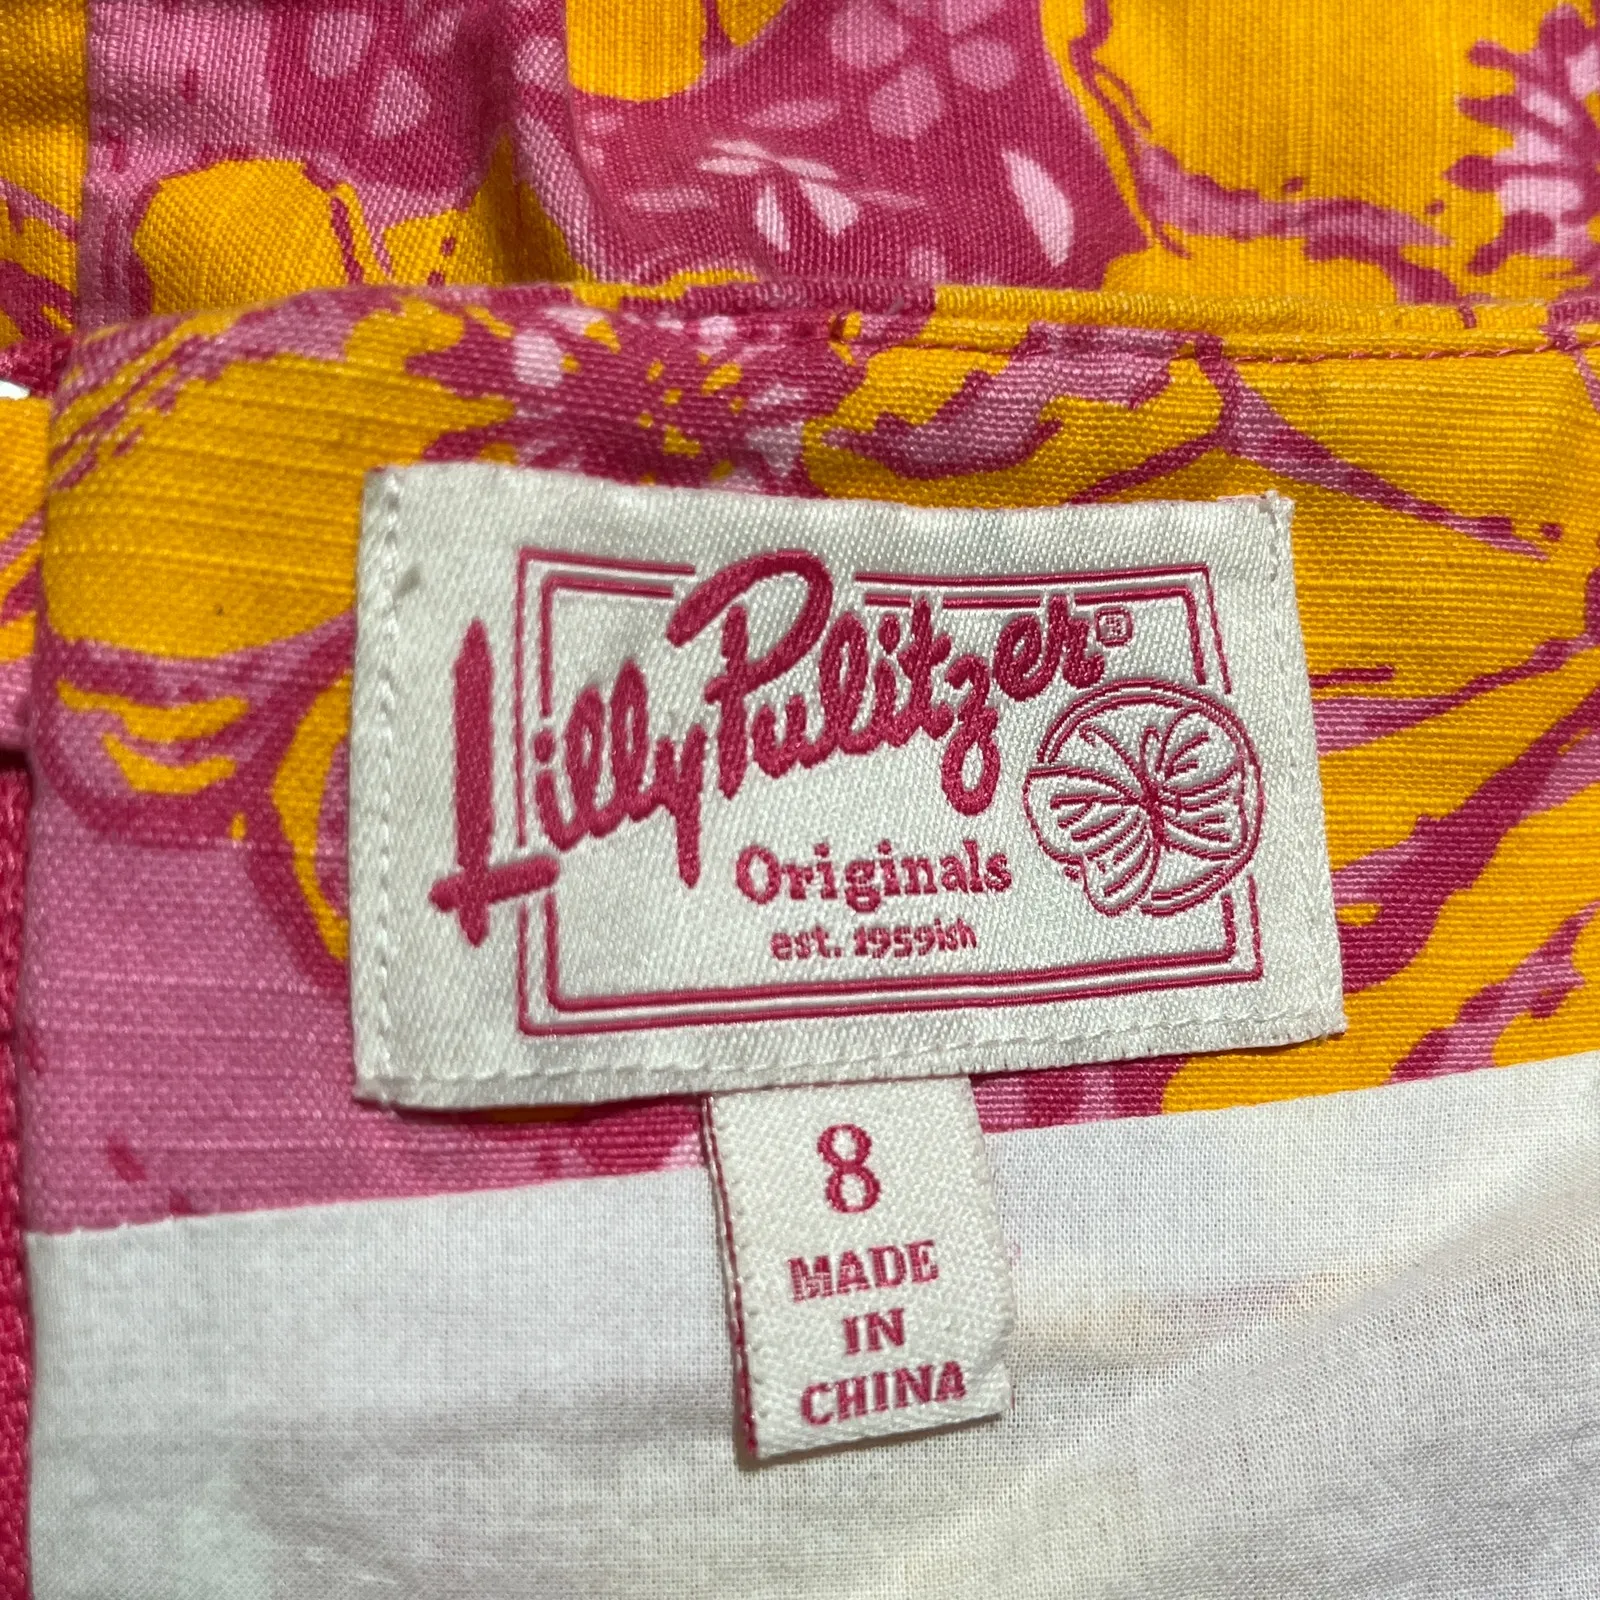 Lilly Pulitzer®
Originals
est. 1959ish
8
MADE
IN
CHINA